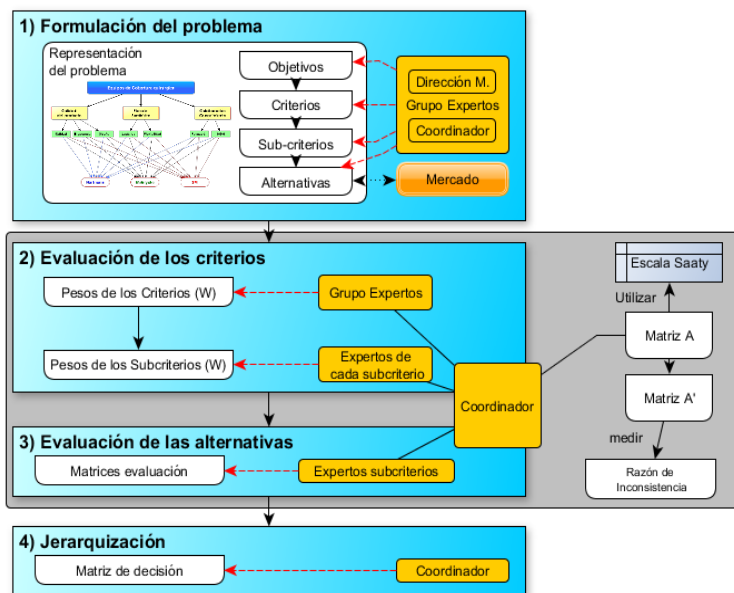 1) Formulación del problema
Representación
del problema
Objetivos
Criterios
Sub-criterios
Alternativas
Dirección M.
Grupo Expertos
Coordinador
Mercado
2) Evaluación de los criterios
Pesos de los Criterios (W)
Grupo Expertos
Pesos de los Subcriterios (W)
Expertos de
cada subcriterio
Coordinador
Escala Saaty
Utilizar
Matriz A
Matriz A'
medir
Razón de
Inconsistencia
3) Evaluación de las alternativas
Matrices evaluación
Expertos subcriterios
4) Jerarquización
Matriz de decisión
Coordinador